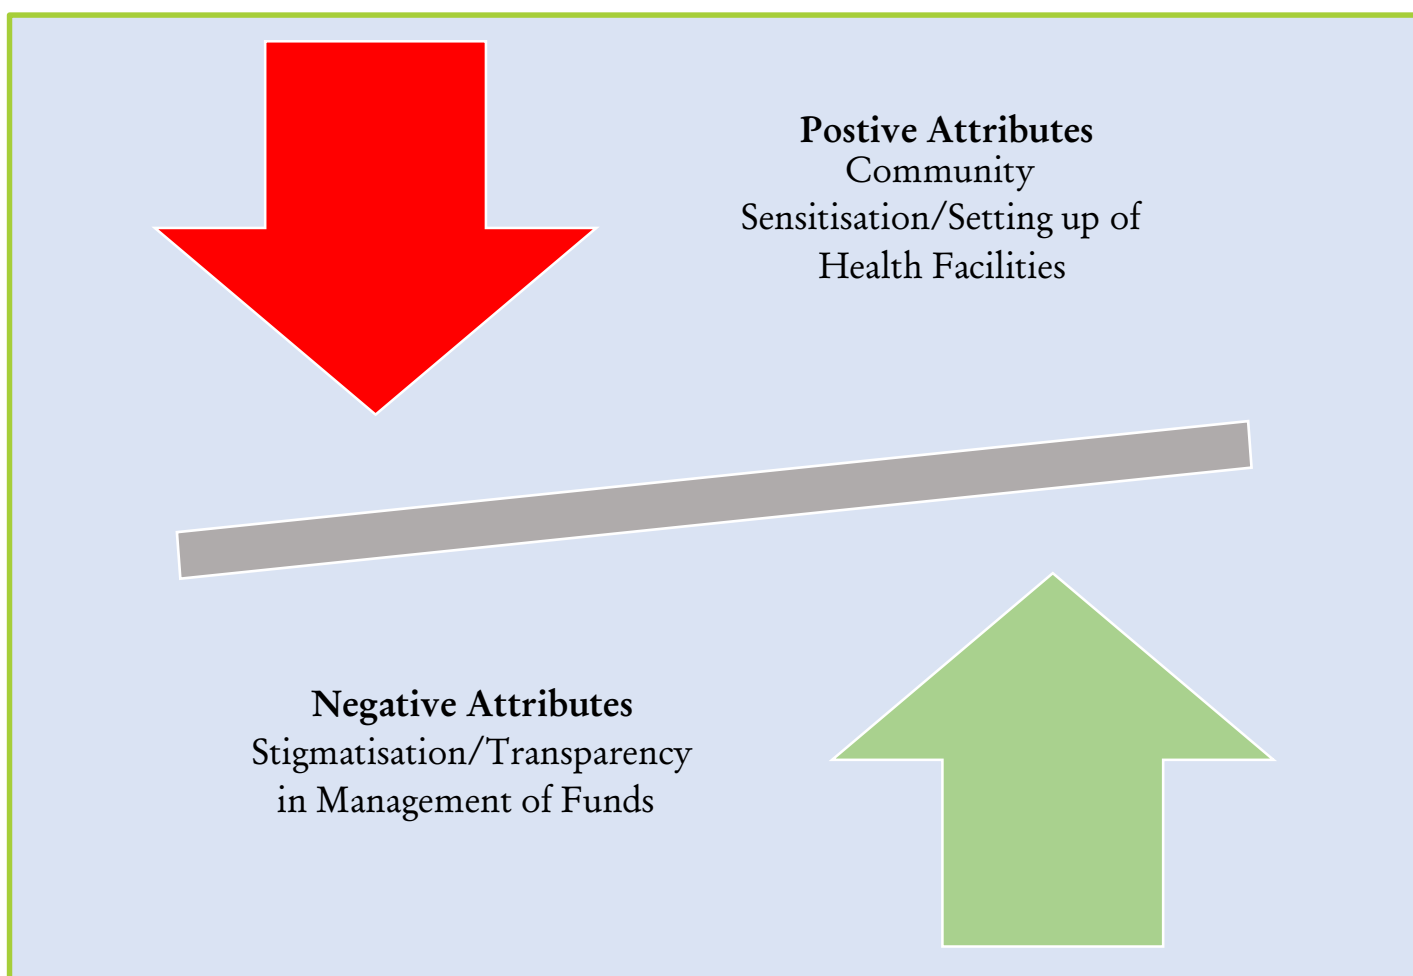 Postive Attributes
Community
Sensitisation/Setting up of
Health Facilities
Negative Attributes
Stigmatisation/Transparency
in Management of Funds